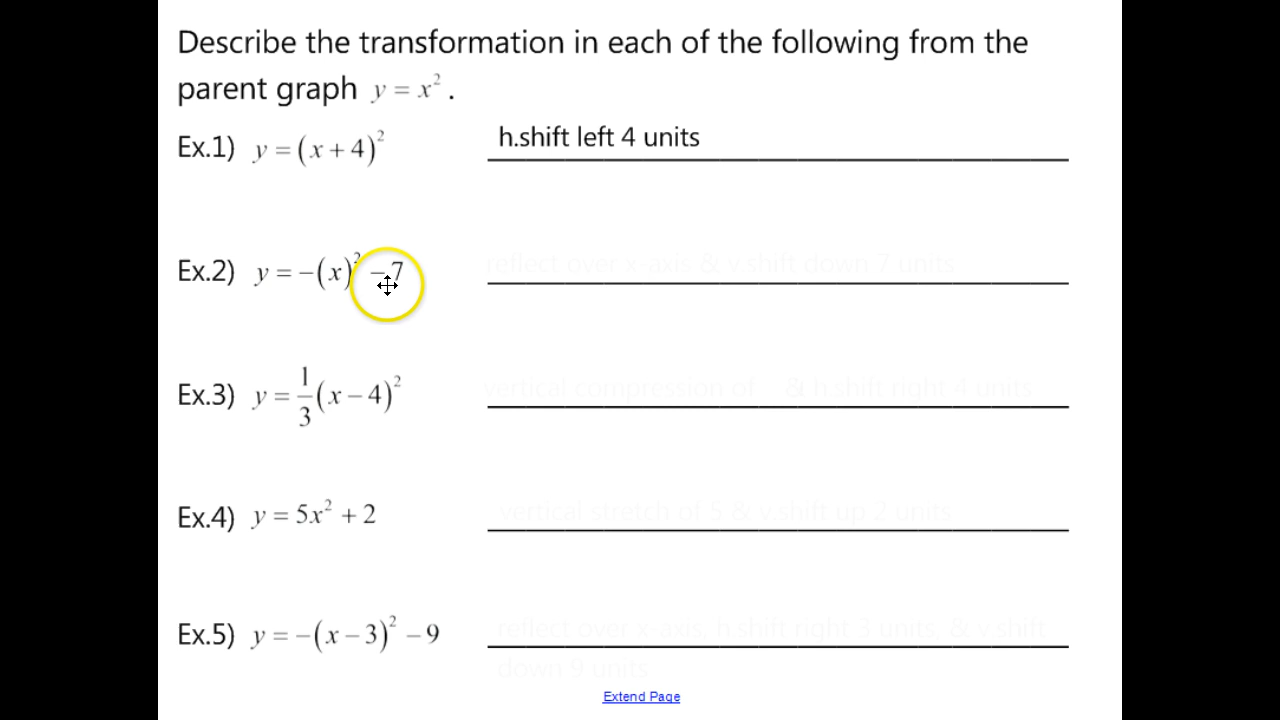 Describe the transformation in each of the following from the
parent graph y = x².
Ex.1) y = (x + 4)² h.shift left 4 units
Ex.2) y = −(x)² −7 reflect over x-axis & v.shift down 7 units
Ex.3) y = 1/3(x − 4)² vertical compression of & h.shift right 4 units
Ex.4) y = 5x² + 2 vertical stretch of 5 & v.shift up 2 units
Ex.5) y = −(x − 3)² − 9 reflect over x-axis, h.shift right 3 units, & v.shift
down 9 units
Extend Page